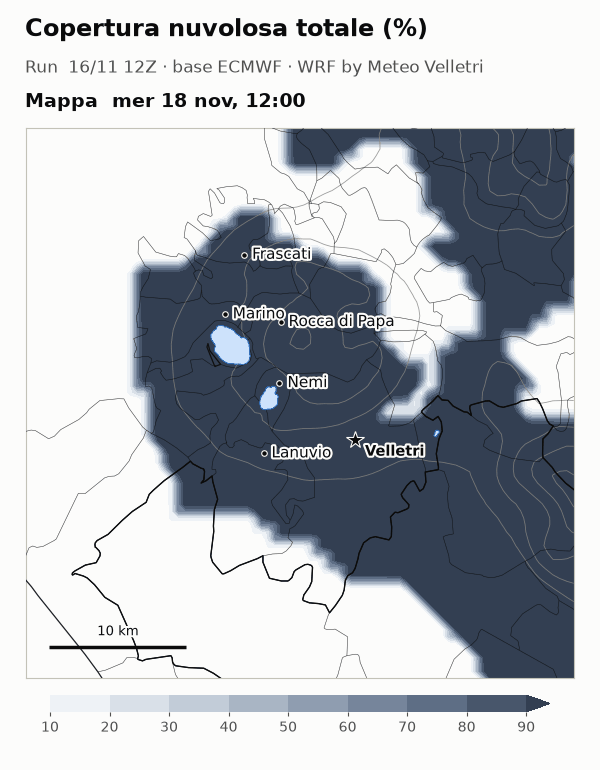 Copertura nuvolosa totale (%)
Run 16/11 12Z · base ECMWF · WRF by Meteo Velletri
Mappa mer 18 nov, 12:00
Frascati
Marino
Rocca di Papa
Nemi
Velletri
Lanuvio
10 km
10 20 30 40 50 60 70 80 90